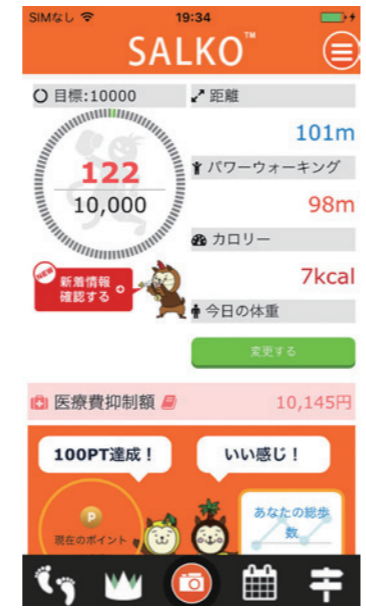 SIMなし 19:34
SALKO™
目標:10000
122
10,000
NEW
新着情報
確認する
距離
101m
パワーウォーキング
98m
カロリー
7kcal
今日の体重
変更する
医療費抑制額
10,145円
100PT達成！
いい感じ！
P
現在のポイント
あなたの総歩
数